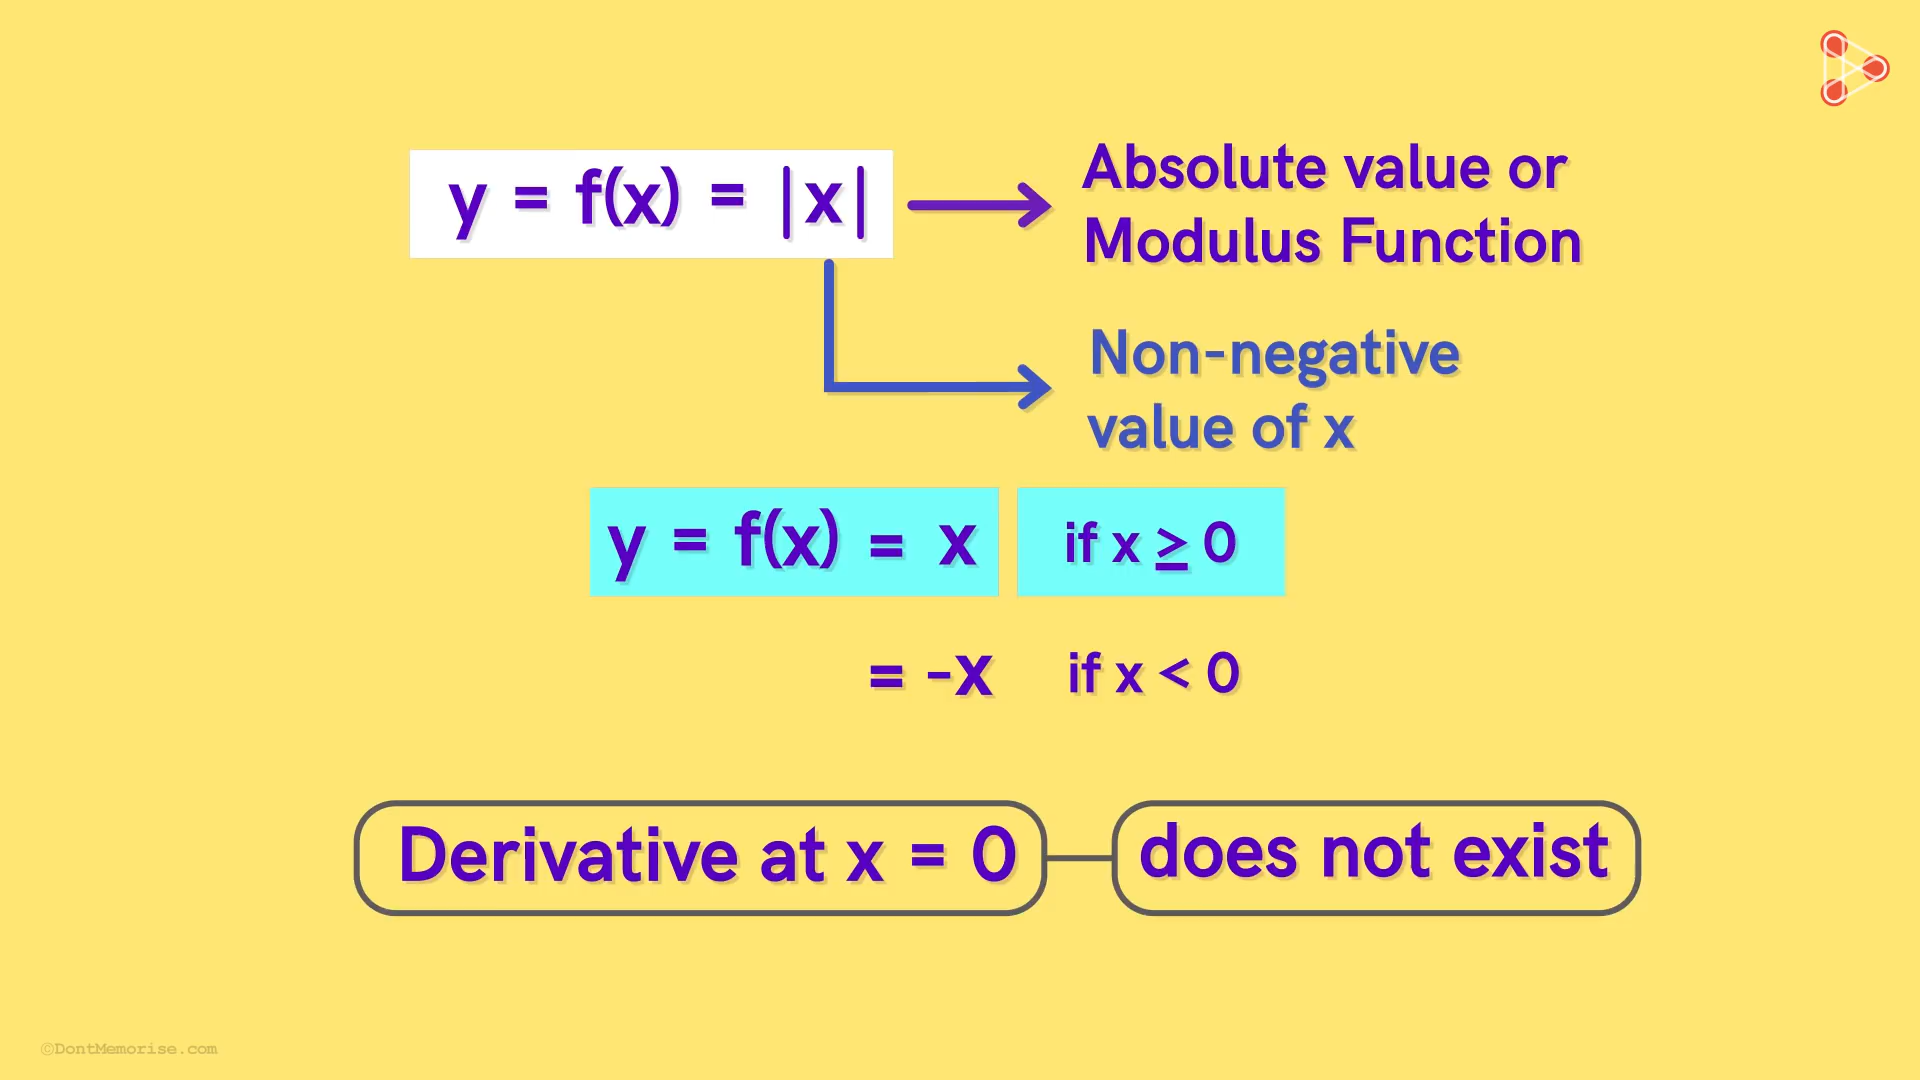 y = f(x) = |x|
Absolute value or
Modulus Function
Non-negative
value of x
y = f(x) = x if x ≥ 0
= -x if x < 0
Derivative at x = 0 does not exist
©DontMemorise.com